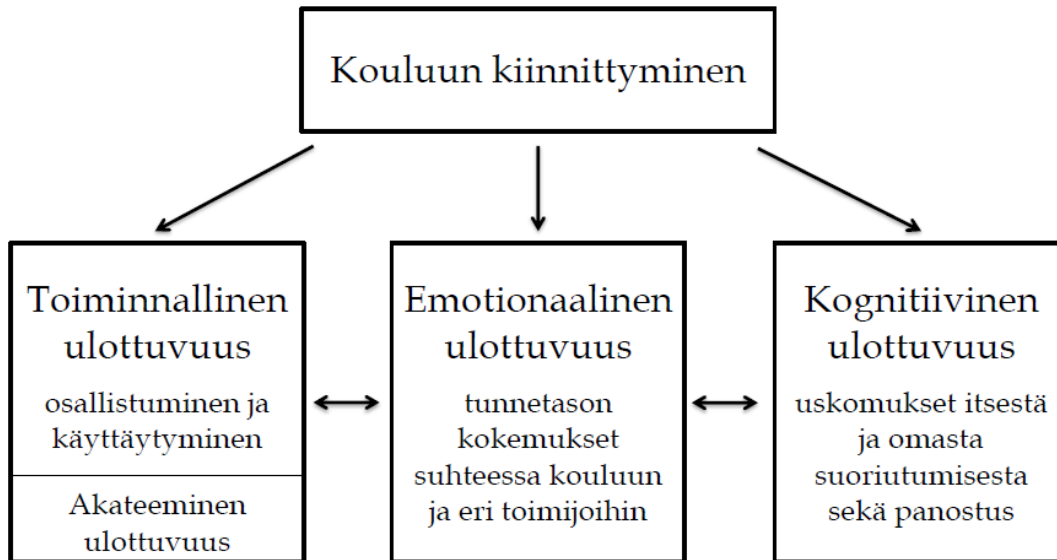 Kouluun kiinnittyminen
Toiminnallinen
ulottuvuus
osallistuminen ja
käyttäytyminen
Akateeminen
ulottuvuus
Emotionaalinen
ulottuvuus
tunnetason
kokemukset
suhteessa kouluun
ja eri toimijoihin
Kognitiivinen
ulottuvuus
uskomukset itsestä
ja omasta
suoriutumisesta
sekä panostus